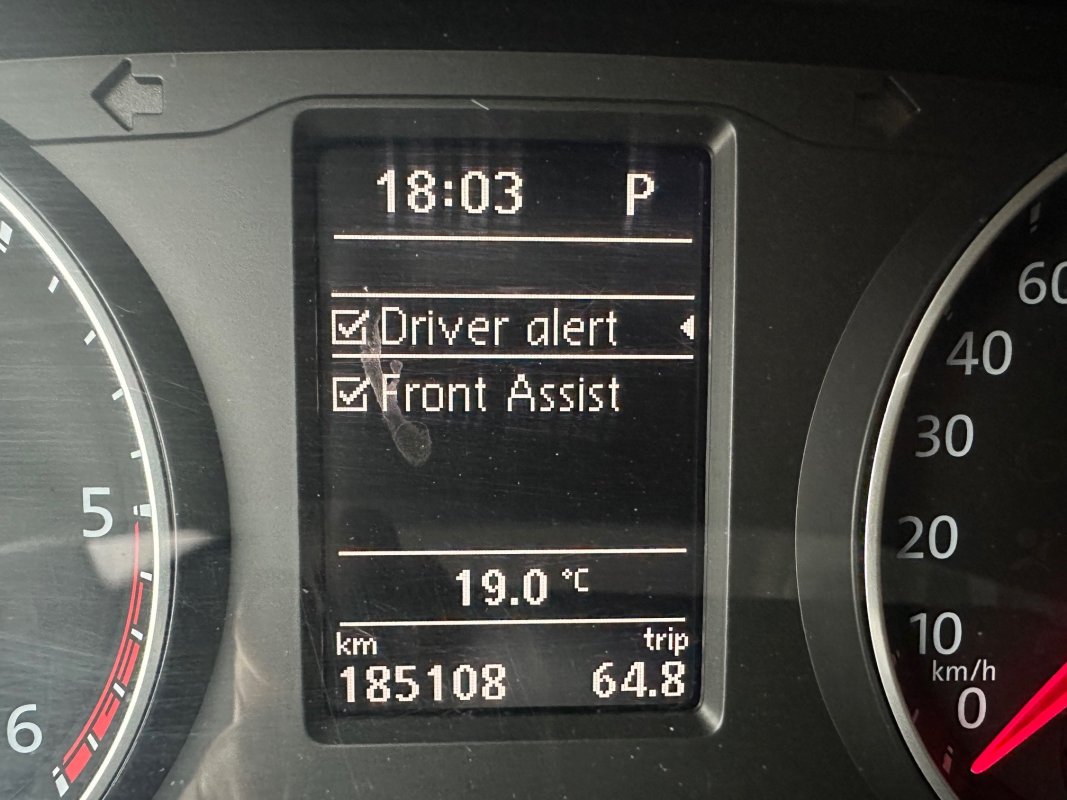 18:03 P
Driver alert
Front Assist
19.0 °C
km trip
185108 64.8
5
6
60
40
30
20
10
km/h
0